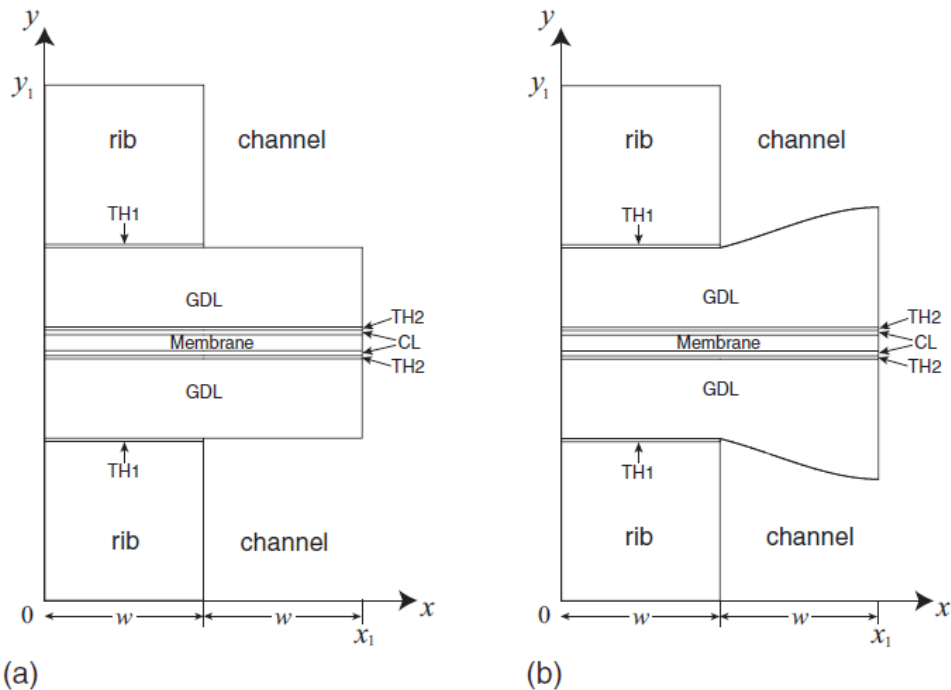 y
y₁
rib
channel
TH1
GDL
TH2
Membrane
CL
TH2
GDL
TH1
rib
channel
0
w
w
x
x₁
(a)
y
y₁
rib
channel
TH1
GDL
TH2
Membrane
CL
TH2
GDL
TH1
rib
channel
0
w
w
x
x₁
(b)